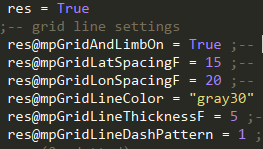 res = True
;-- grid line settings
res@mpGridAndLimbOn = True ;--
res@mpGridLatSpacingF = 15 ;--
res@mpGridLonSpacingF = 20 ;--
res@mpGridLineColor = "gray30"
res@mpGridLineThicknessF = 5 ;-
res@mpGridLineDashPattern = 1 ;-